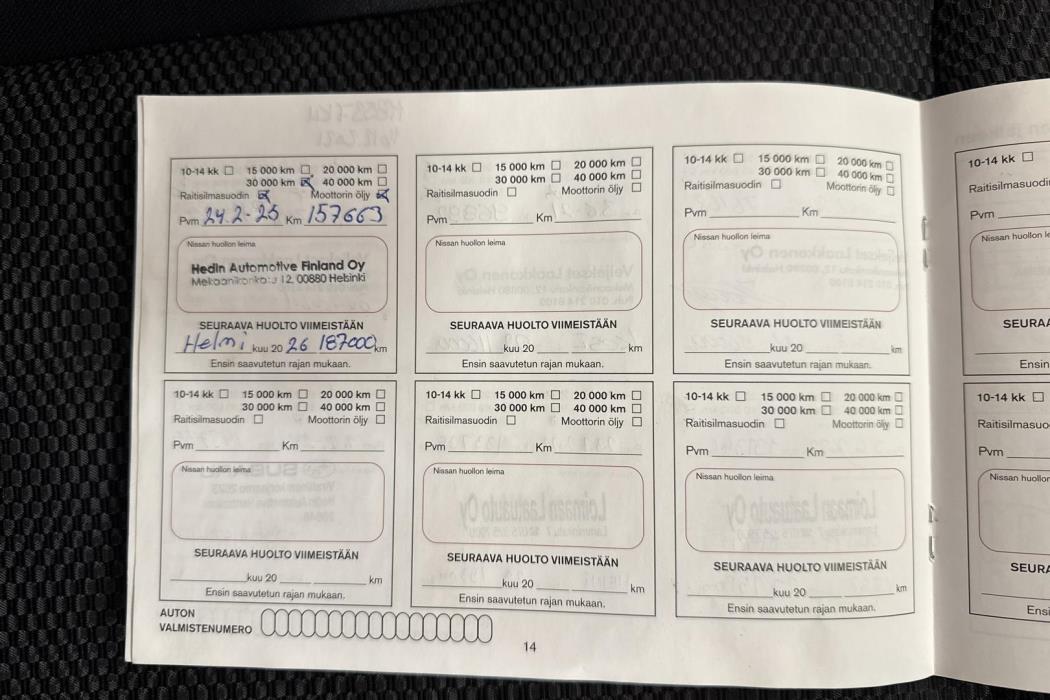 10-14 kk 15 000 km 20 000 km
30 000 km 40 000 km
Raitisilmasuodin Moottorin öljy
Pvm 24.2-25 Km 157663
Nissan huollon leima
Hedin Automotive Finland Oy
Mekaanikonkatu 12, 00880 Helsinki
SEURAAVA HUOLTO VIIMEISTÄÄN
Helmi kuu 20 26 187000 km
Ensin saavutetun rajan mukaan.
10-14 kk 15 000 km 20 000 km
30 000 km 40 000 km
Raitisilmasuodin Moottorin öljy
Pvm Km
Nissan huollon leima
SEURAAVA HUOLTO VIIMEISTÄÄN
kuu 20 km
Ensin saavutetun rajan mukaan.
10-14 kk 15 000 km 20 000 km
30 000 km 40 000 km
Raitisilmasuodin Moottorin öljy
Pvm Km
Nissan huollon leima
SEURAAVA HUOLTO VIIMEISTÄÄN
kuu 20 km
Ensin saavutetun rajan mukaan.
10-14 kk
Pvm
10-14 kk 15 000 km 20 000 km
30 000 km 40 000 km
Raitisilmasuodin Moottorin öljy
Pvm Km
Nissan huollon leima
SEURAAVA HUOLTO VIIMEISTÄÄN
kuu 20 km
Ensin saavutetun rajan mukaan.
10-14 kk 15 000 km 20 000 km
30 000 km 40 000 km
Raitisilmasuodin Moottorin öljy
Pvm Km
Nissan huollon leima
SEURAAVA HUOLTO VIIMEISTÄÄN
kuu 20 km
Ensin saavutetun rajan mukaan.
10-14 kk 15 000 km 20 000 km
30 000 km 40 000 km
Raitisilmasuodin Moottorin öljy
Pvm Km
Nissan huollon leima
SEURAAVA HUOLTO VIIMEISTÄÄN
kuu 20 km
Ensin saavutetun rajan mukaan.
10-14 kk
Pvm
AUTON
VALMISTENUMERO
14